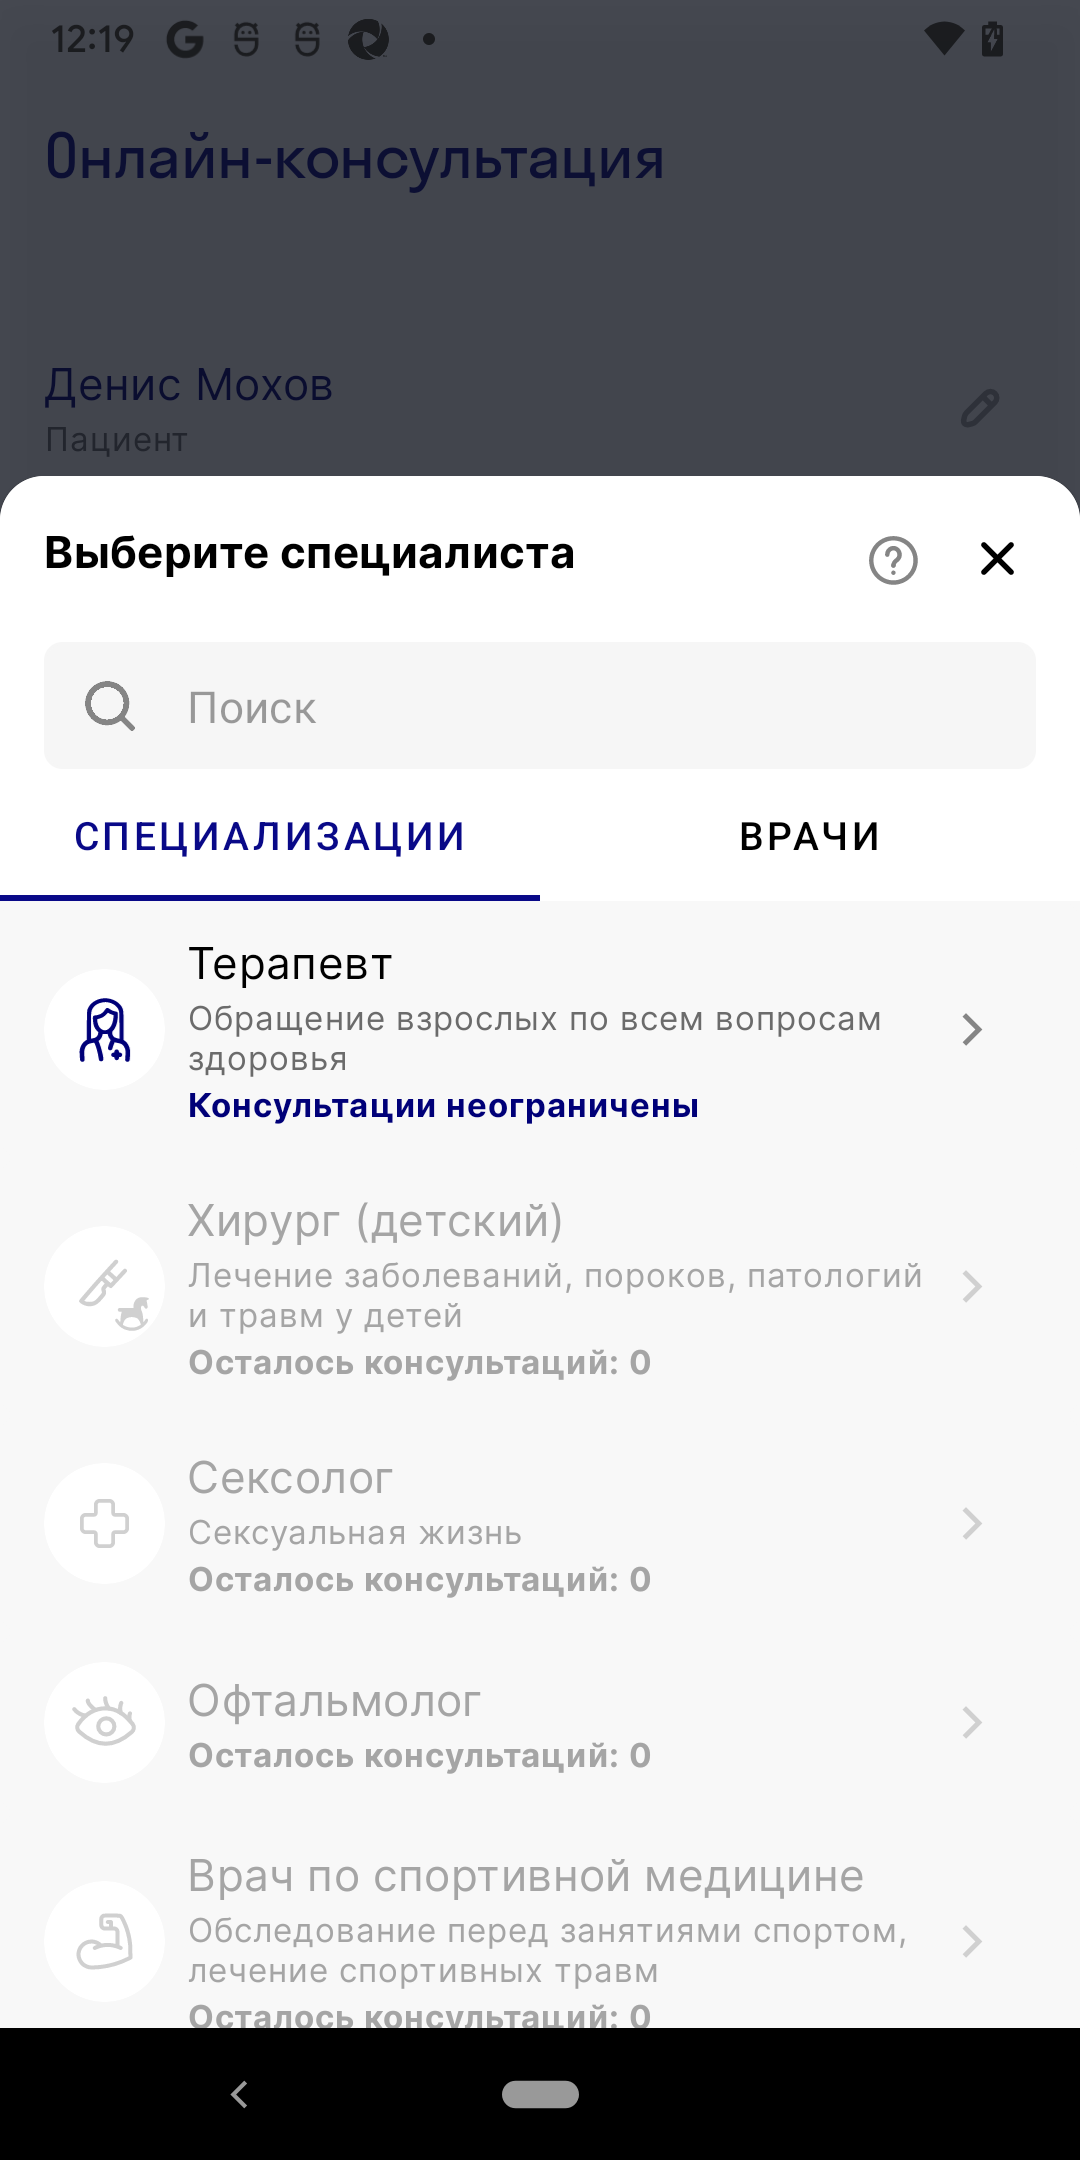 12:19
Онлайн-консультация
Денис Мохов
Пациент
Выберите специалиста
Поиск
СПЕЦИАЛИЗАЦИИ
ВРАЧИ
Терапевт
Обращение взрослых по всем вопросам
здоровья
Консультации неограничены
Хирург (детский)
Лечение заболеваний, пороков, патологий
и травм у детей
Осталось консультаций: 0
Сексолог
Сексуальная жизнь
Осталось консультаций: 0
Офтальмолог
Осталось консультаций: 0
Врач по спортивной медицине
Обследование перед занятиями спортом,
лечение спортивных травм
Осталось консультаций: 0